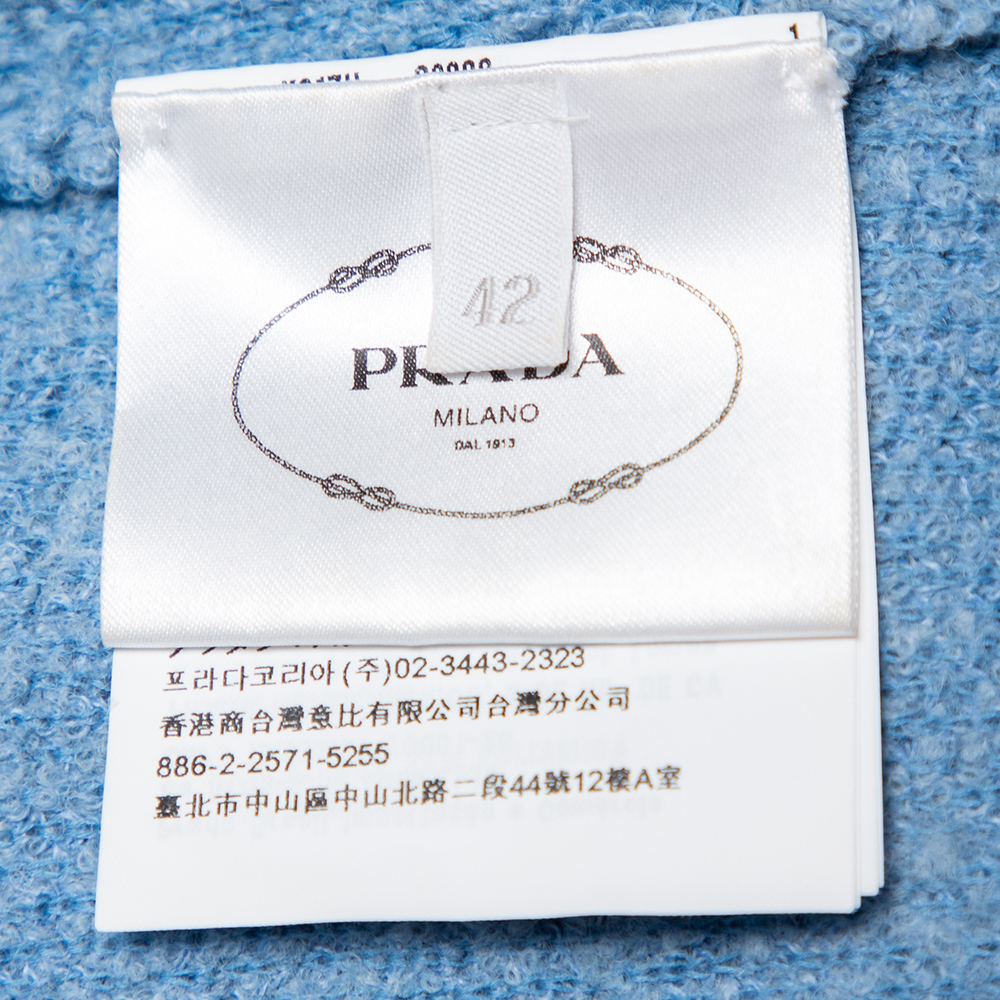 1
42
PRADA
MILANO
DAL 1913
프라다코리아(주)02-3443-2323
香港商台灣意比有限公司台灣分公司
886-2-2571-5255
臺北市中山區中山北路二段44號12樓A室